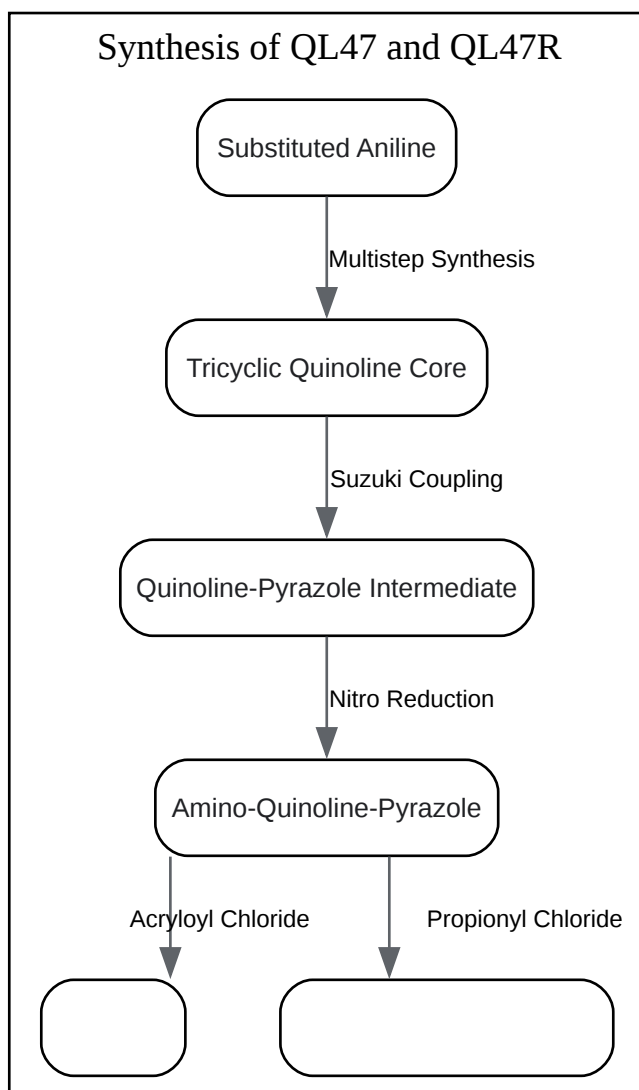 Synthesis of QL47 and QL47R
Substituted Aniline
Multistep Synthesis
Tricyclic Quinoline Core
Suzuki Coupling
Quinoline-Pyrazole Intermediate
Nitro Reduction
Amino-Quinoline-Pyrazole
Acryloyl Chloride
Propionyl Chloride